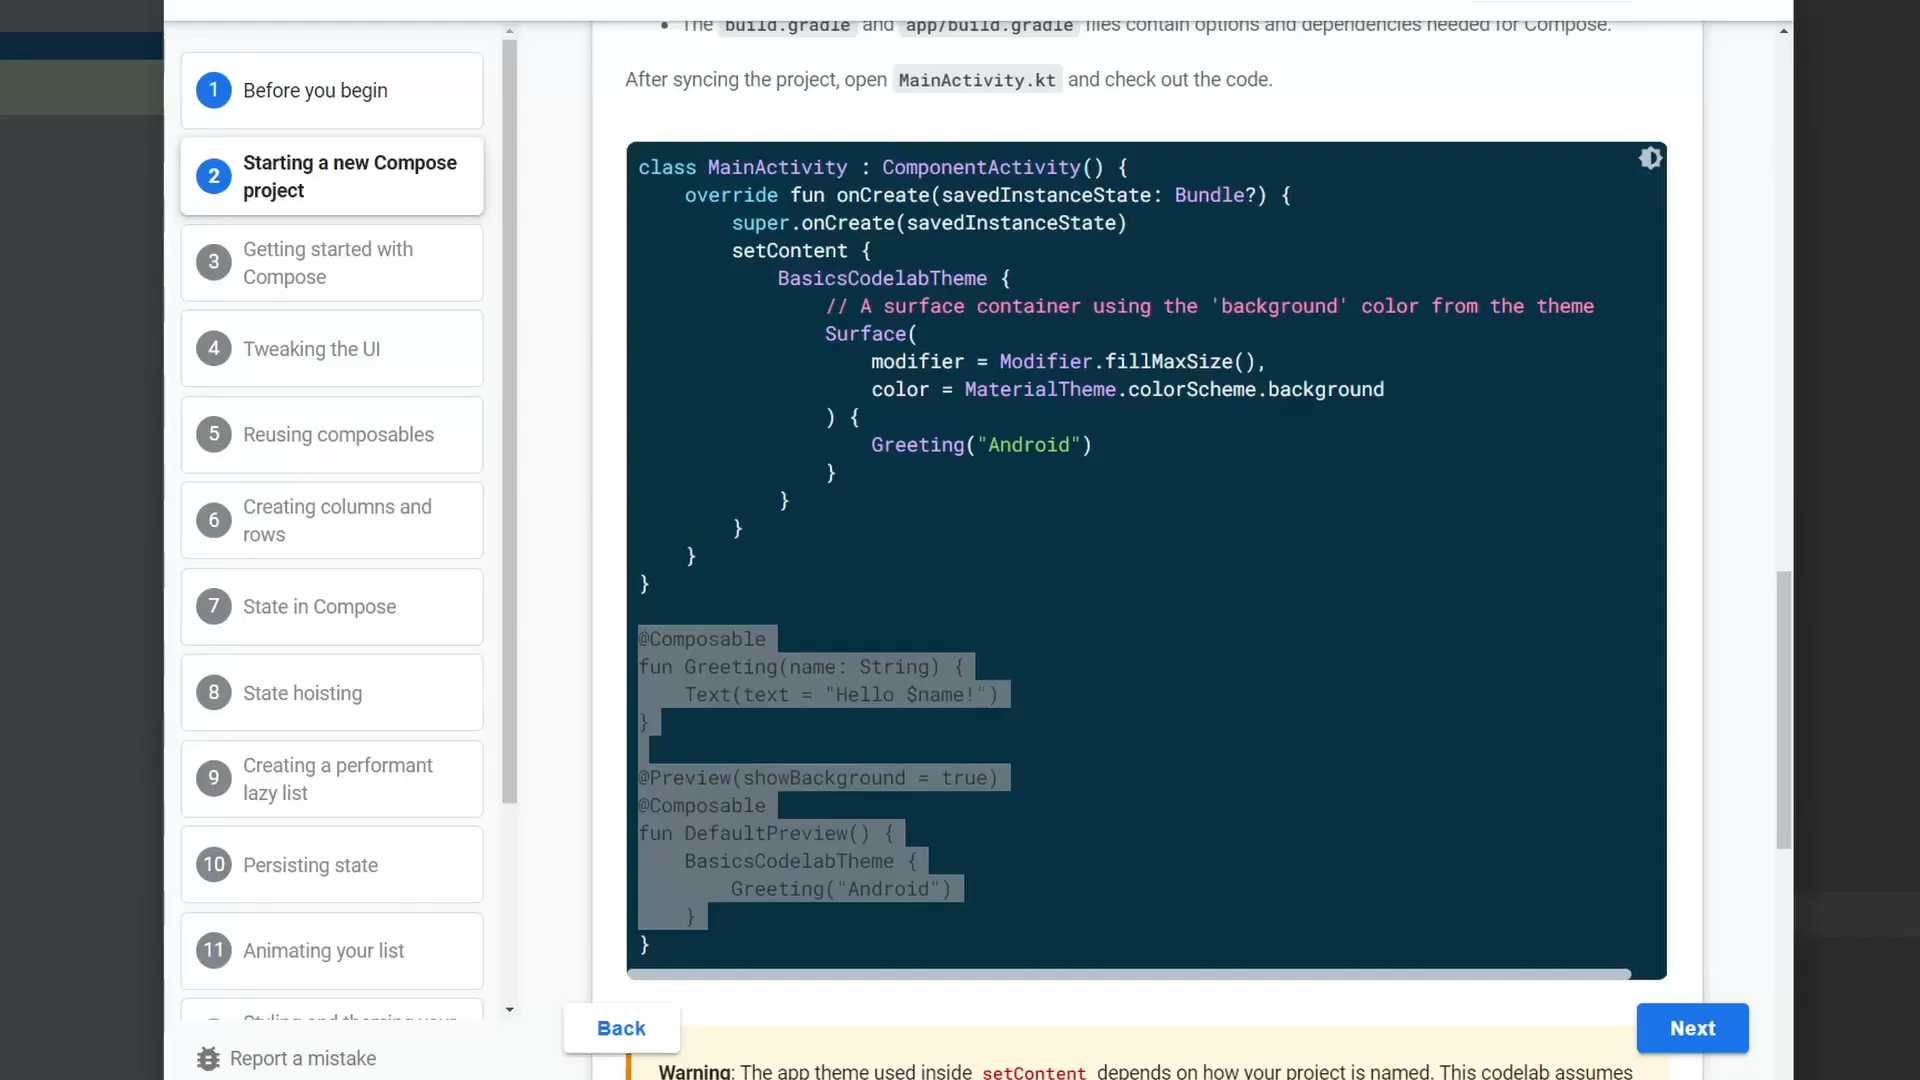 1 Before you begin
2 Starting a new Compose
project
3 Getting started with
Compose
4 Tweaking the UI
5 Reusing composables
6 Creating columns and
rows
7 State in Compose
8 State hoisting
9 Creating a performant
lazy list
10 Persisting state
11 Animating your list
Styling and theming your
Report a mistake
The build.gradle and app/build.gradle files contain options and dependencies needed for Compose.
After syncing the project, open MainActivity.kt and check out the code.
class MainActivity : ComponentActivity() {
    override fun onCreate(savedInstanceState: Bundle?) {
        super.onCreate(savedInstanceState)
        setContent {
            BasicsCodelabTheme {
                // A surface container using the 'background' color from the theme
                Surface(
                    modifier = Modifier.fillMaxSize(),
                    color = MaterialTheme.colorScheme.background
                ) {
                    Greeting("Android")
                }
            }
        }
    }
}
@Composable
fun Greeting(name: String) {
    Text(text = "Hello $name!")
}
@Preview(showBackground = true)
@Composable
fun DefaultPreview() {
    BasicsCodelabTheme {
        Greeting("Android")
    }
}
Back
Next
Warning: The app theme used inside setContent depends on how your project is named. This codelab assumes